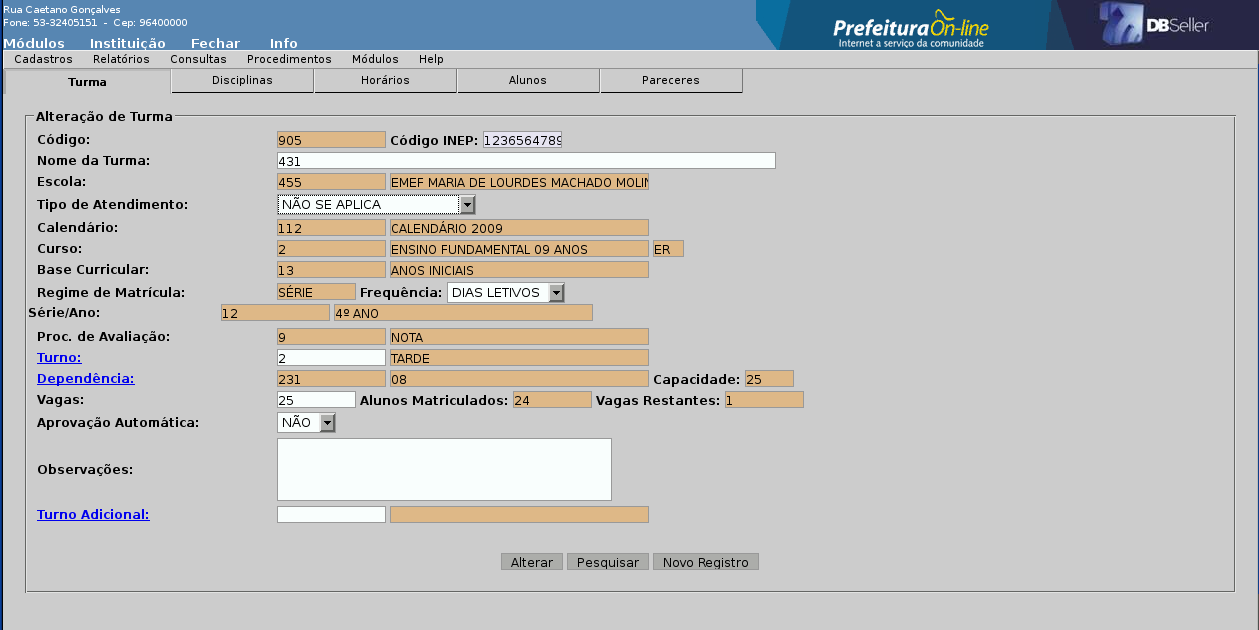 Rua Caetano Gonçalves
Fone: 53-32405151 - Cep: 96400000
Prefeitura On-line
Internet a serviço da comunidade
DBSeller
Módulos Instituição Fechar Info
Cadastros Relatórios Consultas Procedimentos Módulos Help
Turma Disciplinas Horários Alunos Pareceres
Alteração de Turma
Código: 905 Código INEP: 1236564789
Nome da Turma: 431
Escola: 455 EMEF MARIA DE LOURDES MACHADO MOLIN
Tipo de Atendimento: NÃO SE APLICA
Calendário: 112 CALENDÁRIO 2009
Curso: 2 ENSINO FUNDAMENTAL 09 ANOS ER
Base Curricular: 13 ANOS INICIAIS
Regime de Matrícula: SÉRIE Frequência: DIAS LETIVOS
Série/Ano: 12 4º ANO
Proc. de Avaliação: 9 NOTA
Turno: 2 TARDE
Dependência: 231 08 Capacidade: 25
Vagas: 25 Alunos Matriculados: 24 Vagas Restantes: 1
Aprovação Automática: NÃO
Observações:
Turno Adicional:
Alterar Pesquisar Novo Registro